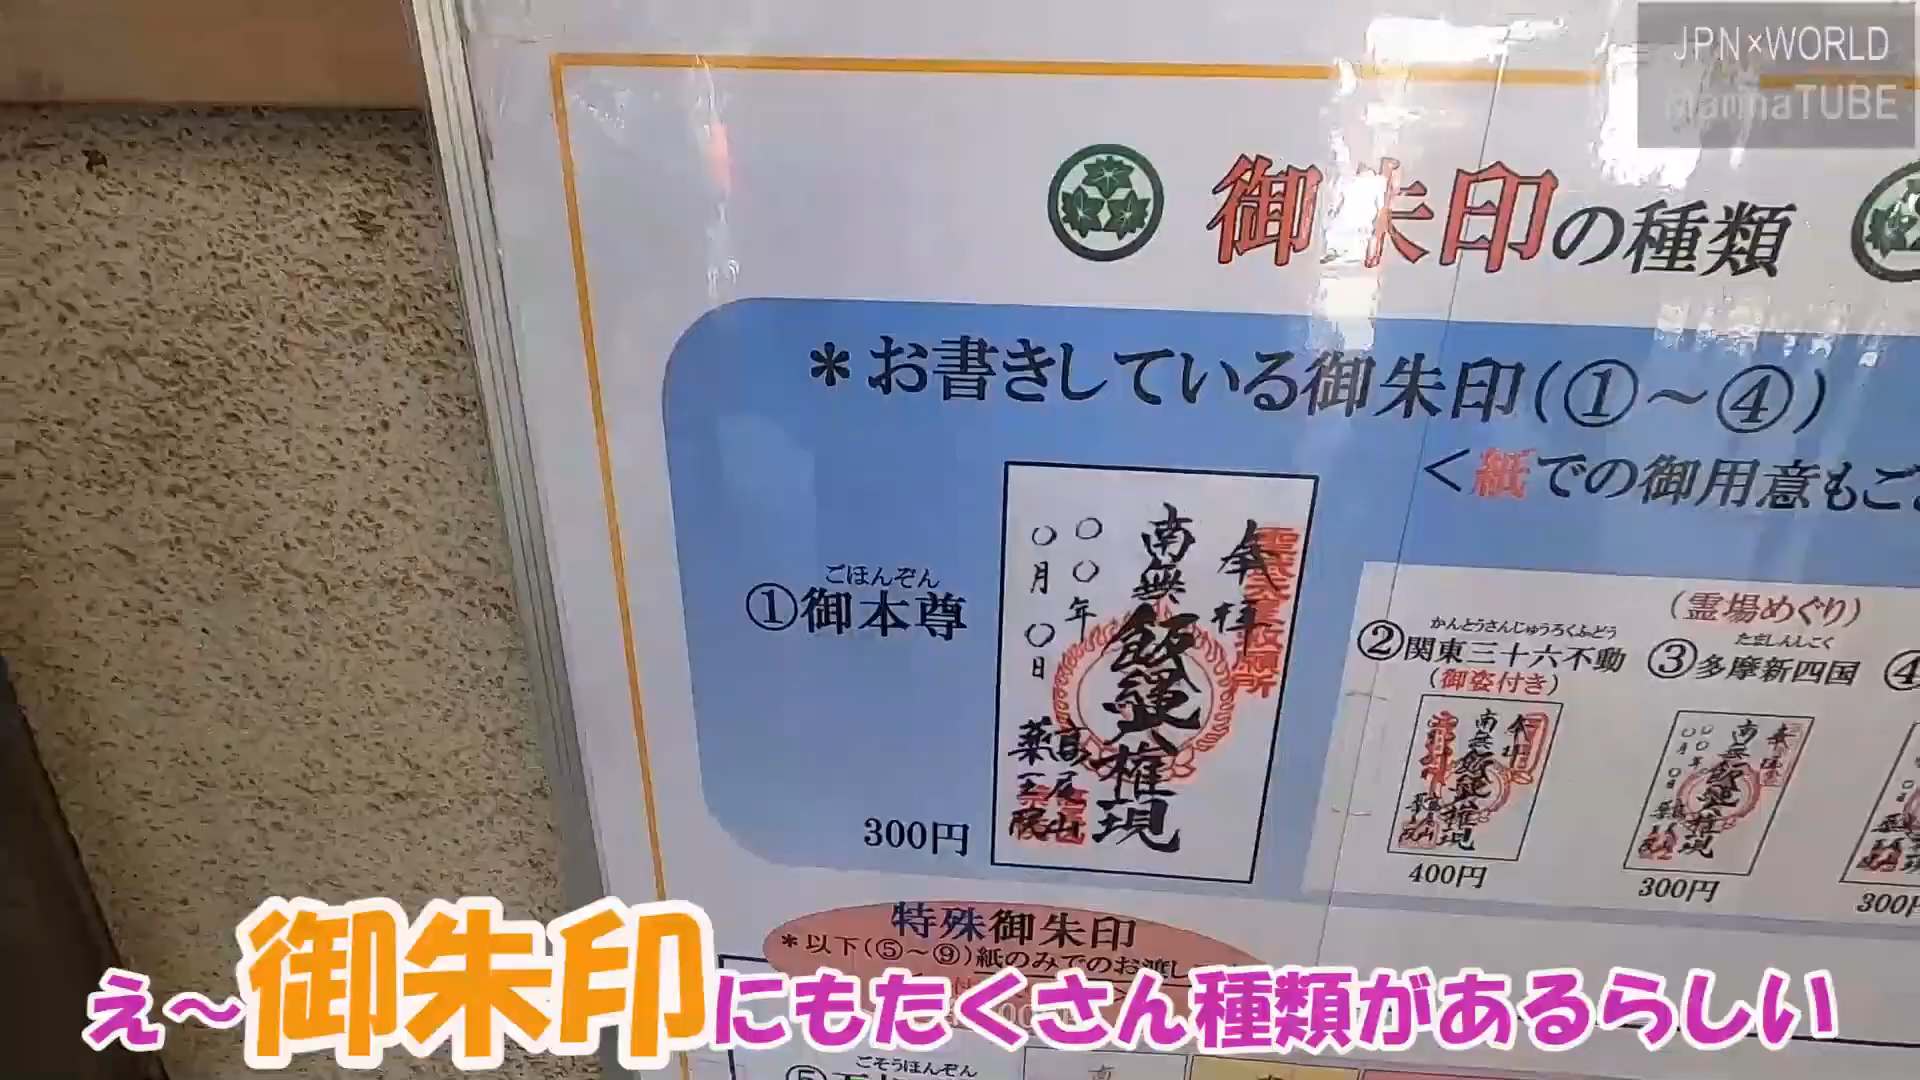 JPN×WORLD
MannaTUBE
御朱印の種類
*お書きしている御朱印(①～④)
<紙での御用意もござ
ごほんぞん
①御本尊
300円
奉拝
南無飯縄権現
〇〇年
〇月〇日
高尾山
薬王院
(霊場めぐり)
かんとうさんじゅうろくふどう
②関東三十六不動
(御姿付き)
400円
たましんしこく
③多摩新四国
300円
④
300円
特殊御朱印
*以下(⑤～⑨)紙のみでのお渡し
え～御朱印にもたくさん種類があるらしい
ごそうほんぞん
⑤